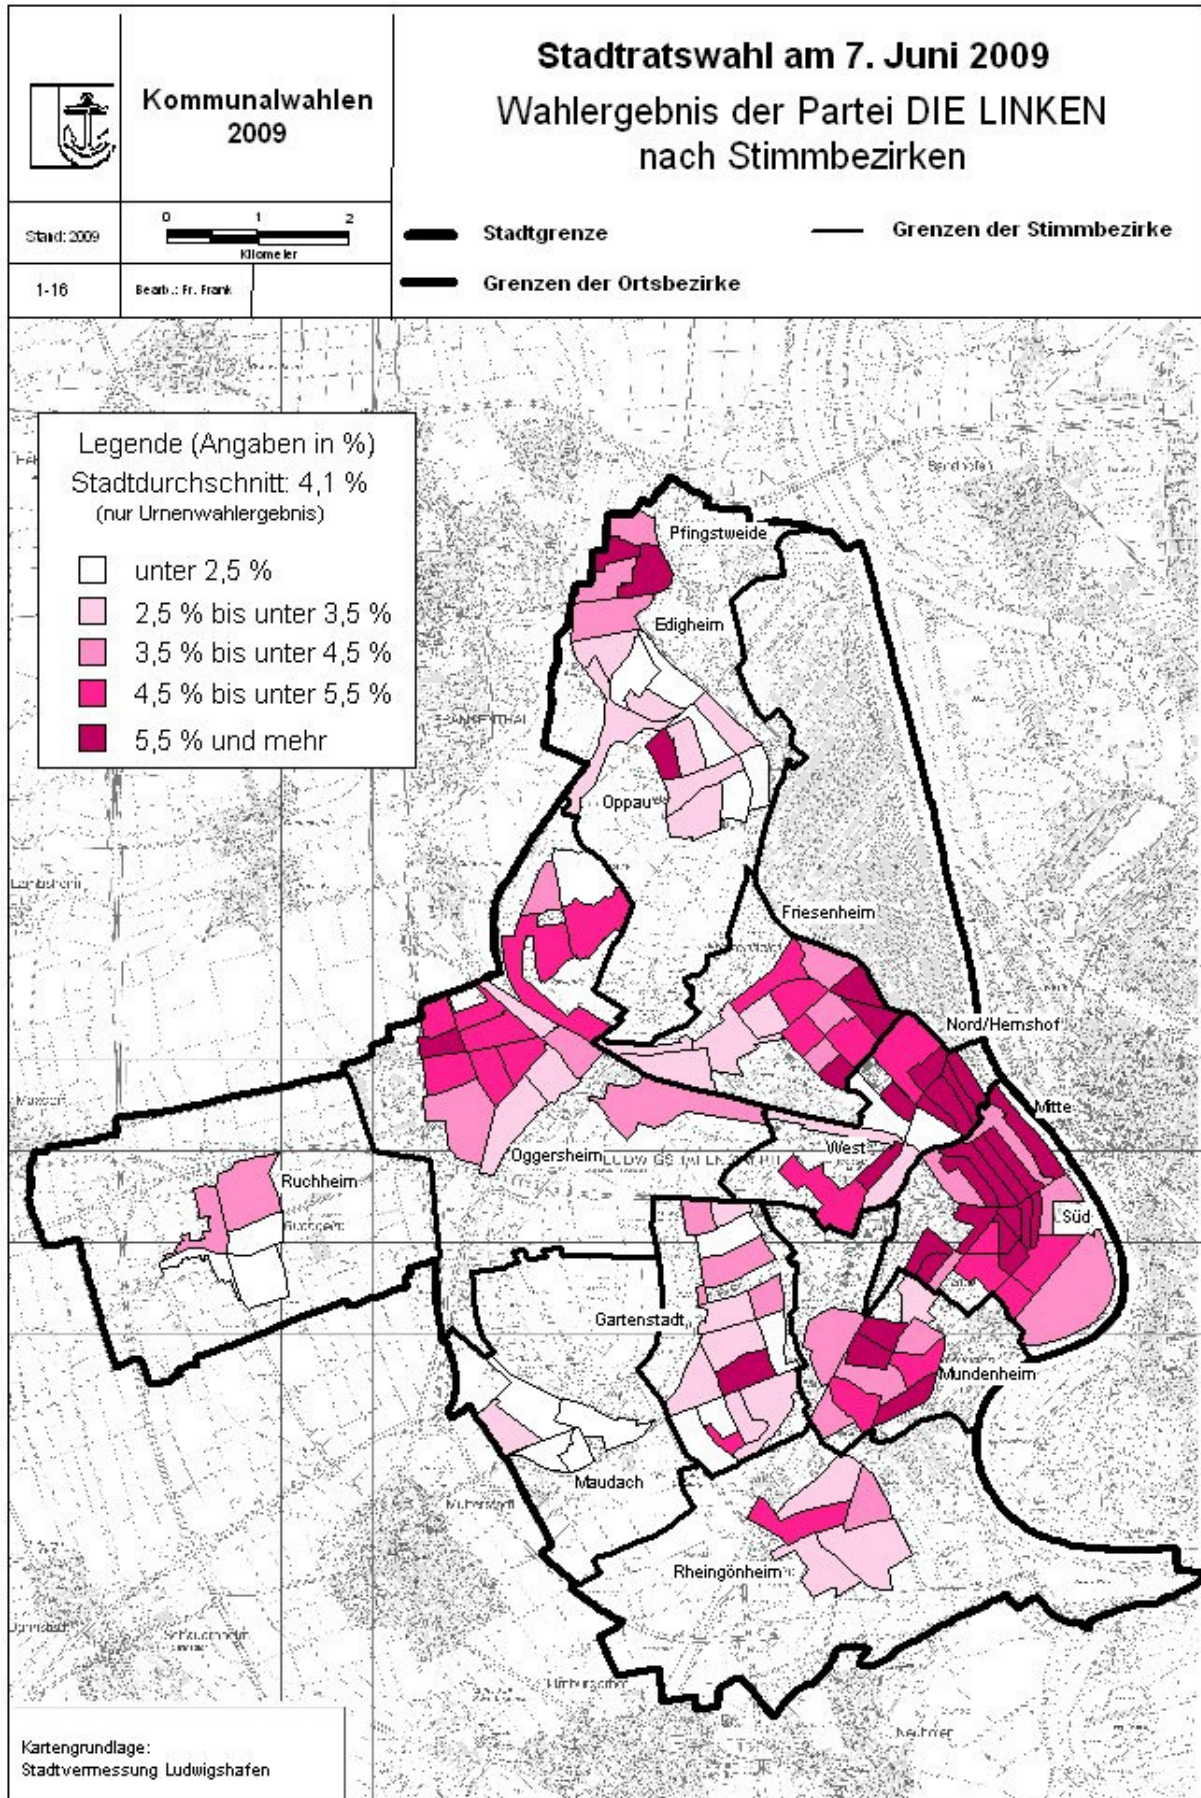 Kommunalwahlen
2009
Stadtratswahl am 7. Juni 2009
Wahlergebnis der Partei DIE LINKEN
nach Stimmbezirken
Stand: 2009
0 1 2
Kilometer
1-16
Bearb.: Fr. Frank
Stadtgrenze
Grenzen der Stimmbezirke
Grenzen der Ortsbezirke
Legende (Angaben in %)
Stadtdurchschnitt: 4,1 %
(nur Urnenwahlergebnis)
unter 2,5 %
2,5 % bis unter 3,5 %
3,5 % bis unter 4,5 %
4,5 % bis unter 5,5 %
5,5 % und mehr
Pfingstweide
Edigheim
Oppau
Friesenheim
Nord/Hemshof
Mitte
West
Oggersheim
Ruchheim
Süd
Gartenstadt
Mundenheim
Maudach
Rheingönheim
Kartengrundlage:
Stadtvermessung Ludwigshafen